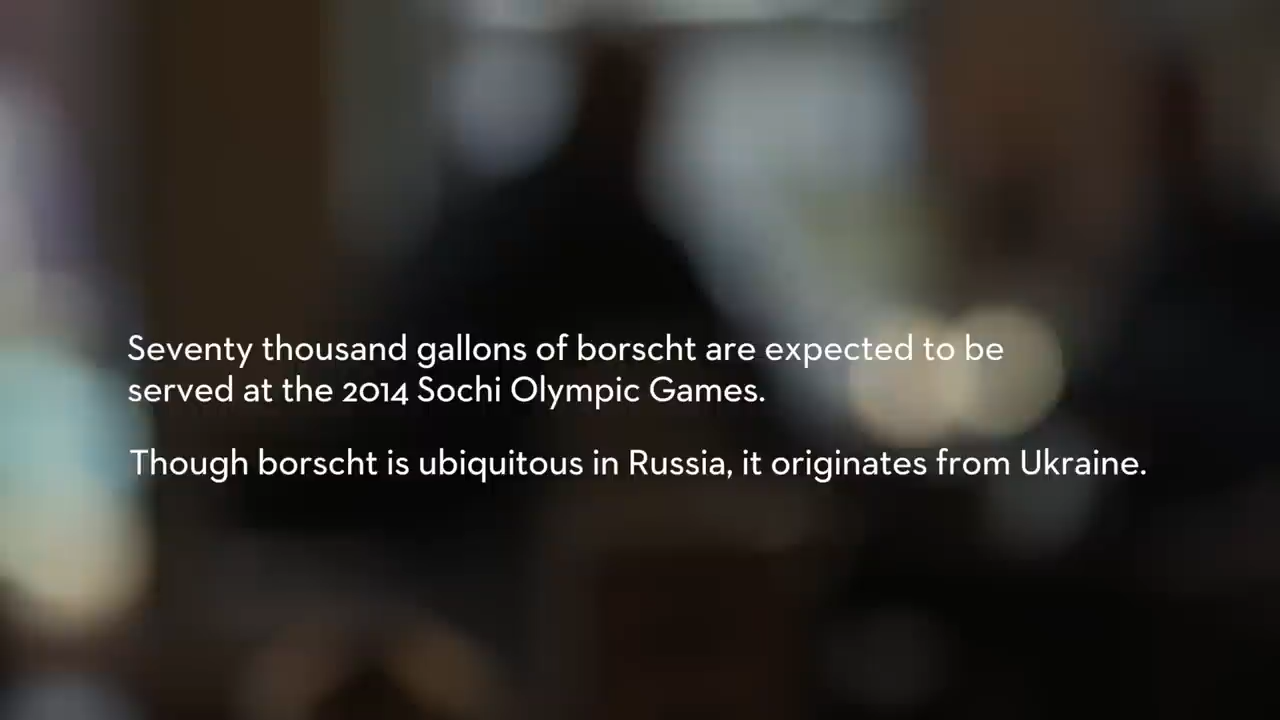 Seventy thousand gallons of borscht are expected to be
served at the 2014 Sochi Olympic Games.
Though borscht is ubiquitous in Russia, it originates from Ukraine.